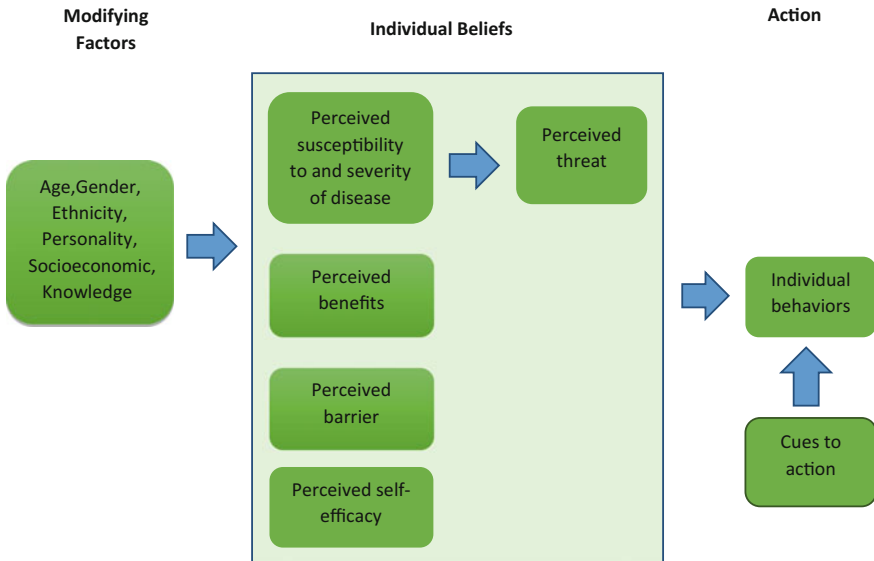 Modifying
Factors
Individual Beliefs
Action
Age,Gender,
Ethnicity,
Personality,
Socioeconomic,
Knowledge
Perceived
susceptibility
to and severity
of disease
Perceived
threat
Perceived
benefits
Perceived
barrier
Perceived self-
efficacy
Individual
behaviors
Cues to
action